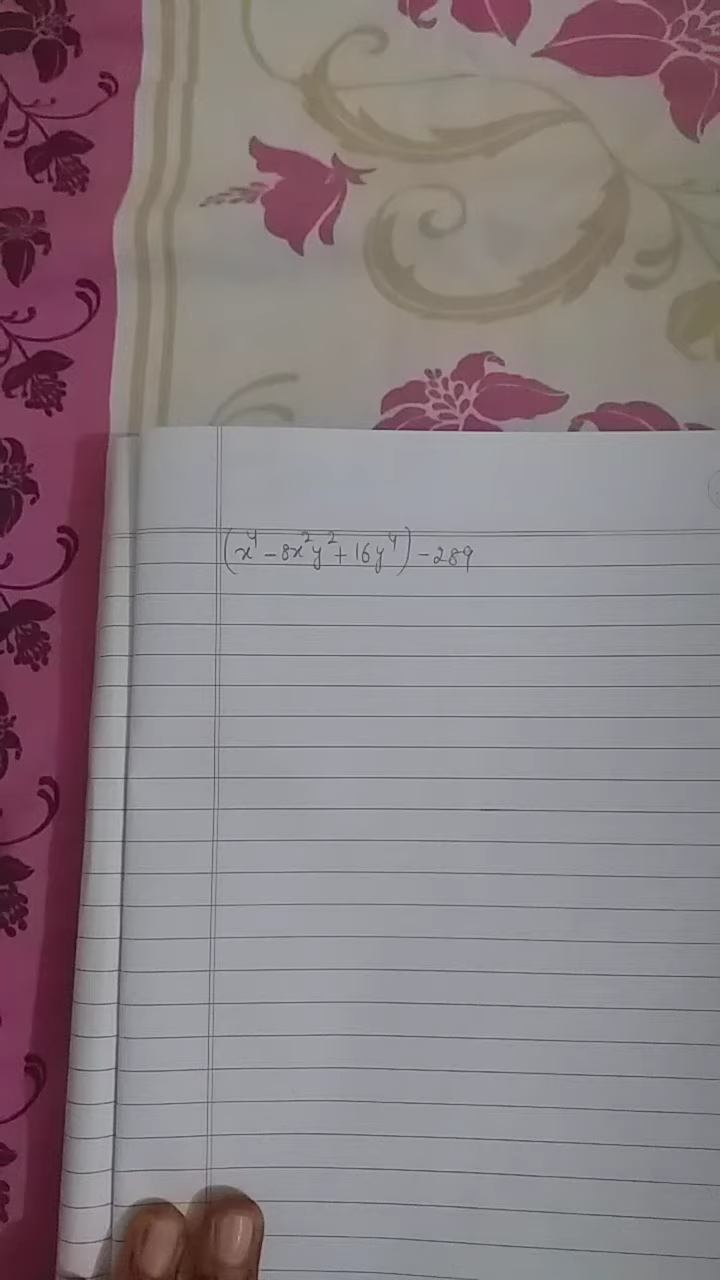 (x⁴ - 8x²y² + 16y⁴) - 289